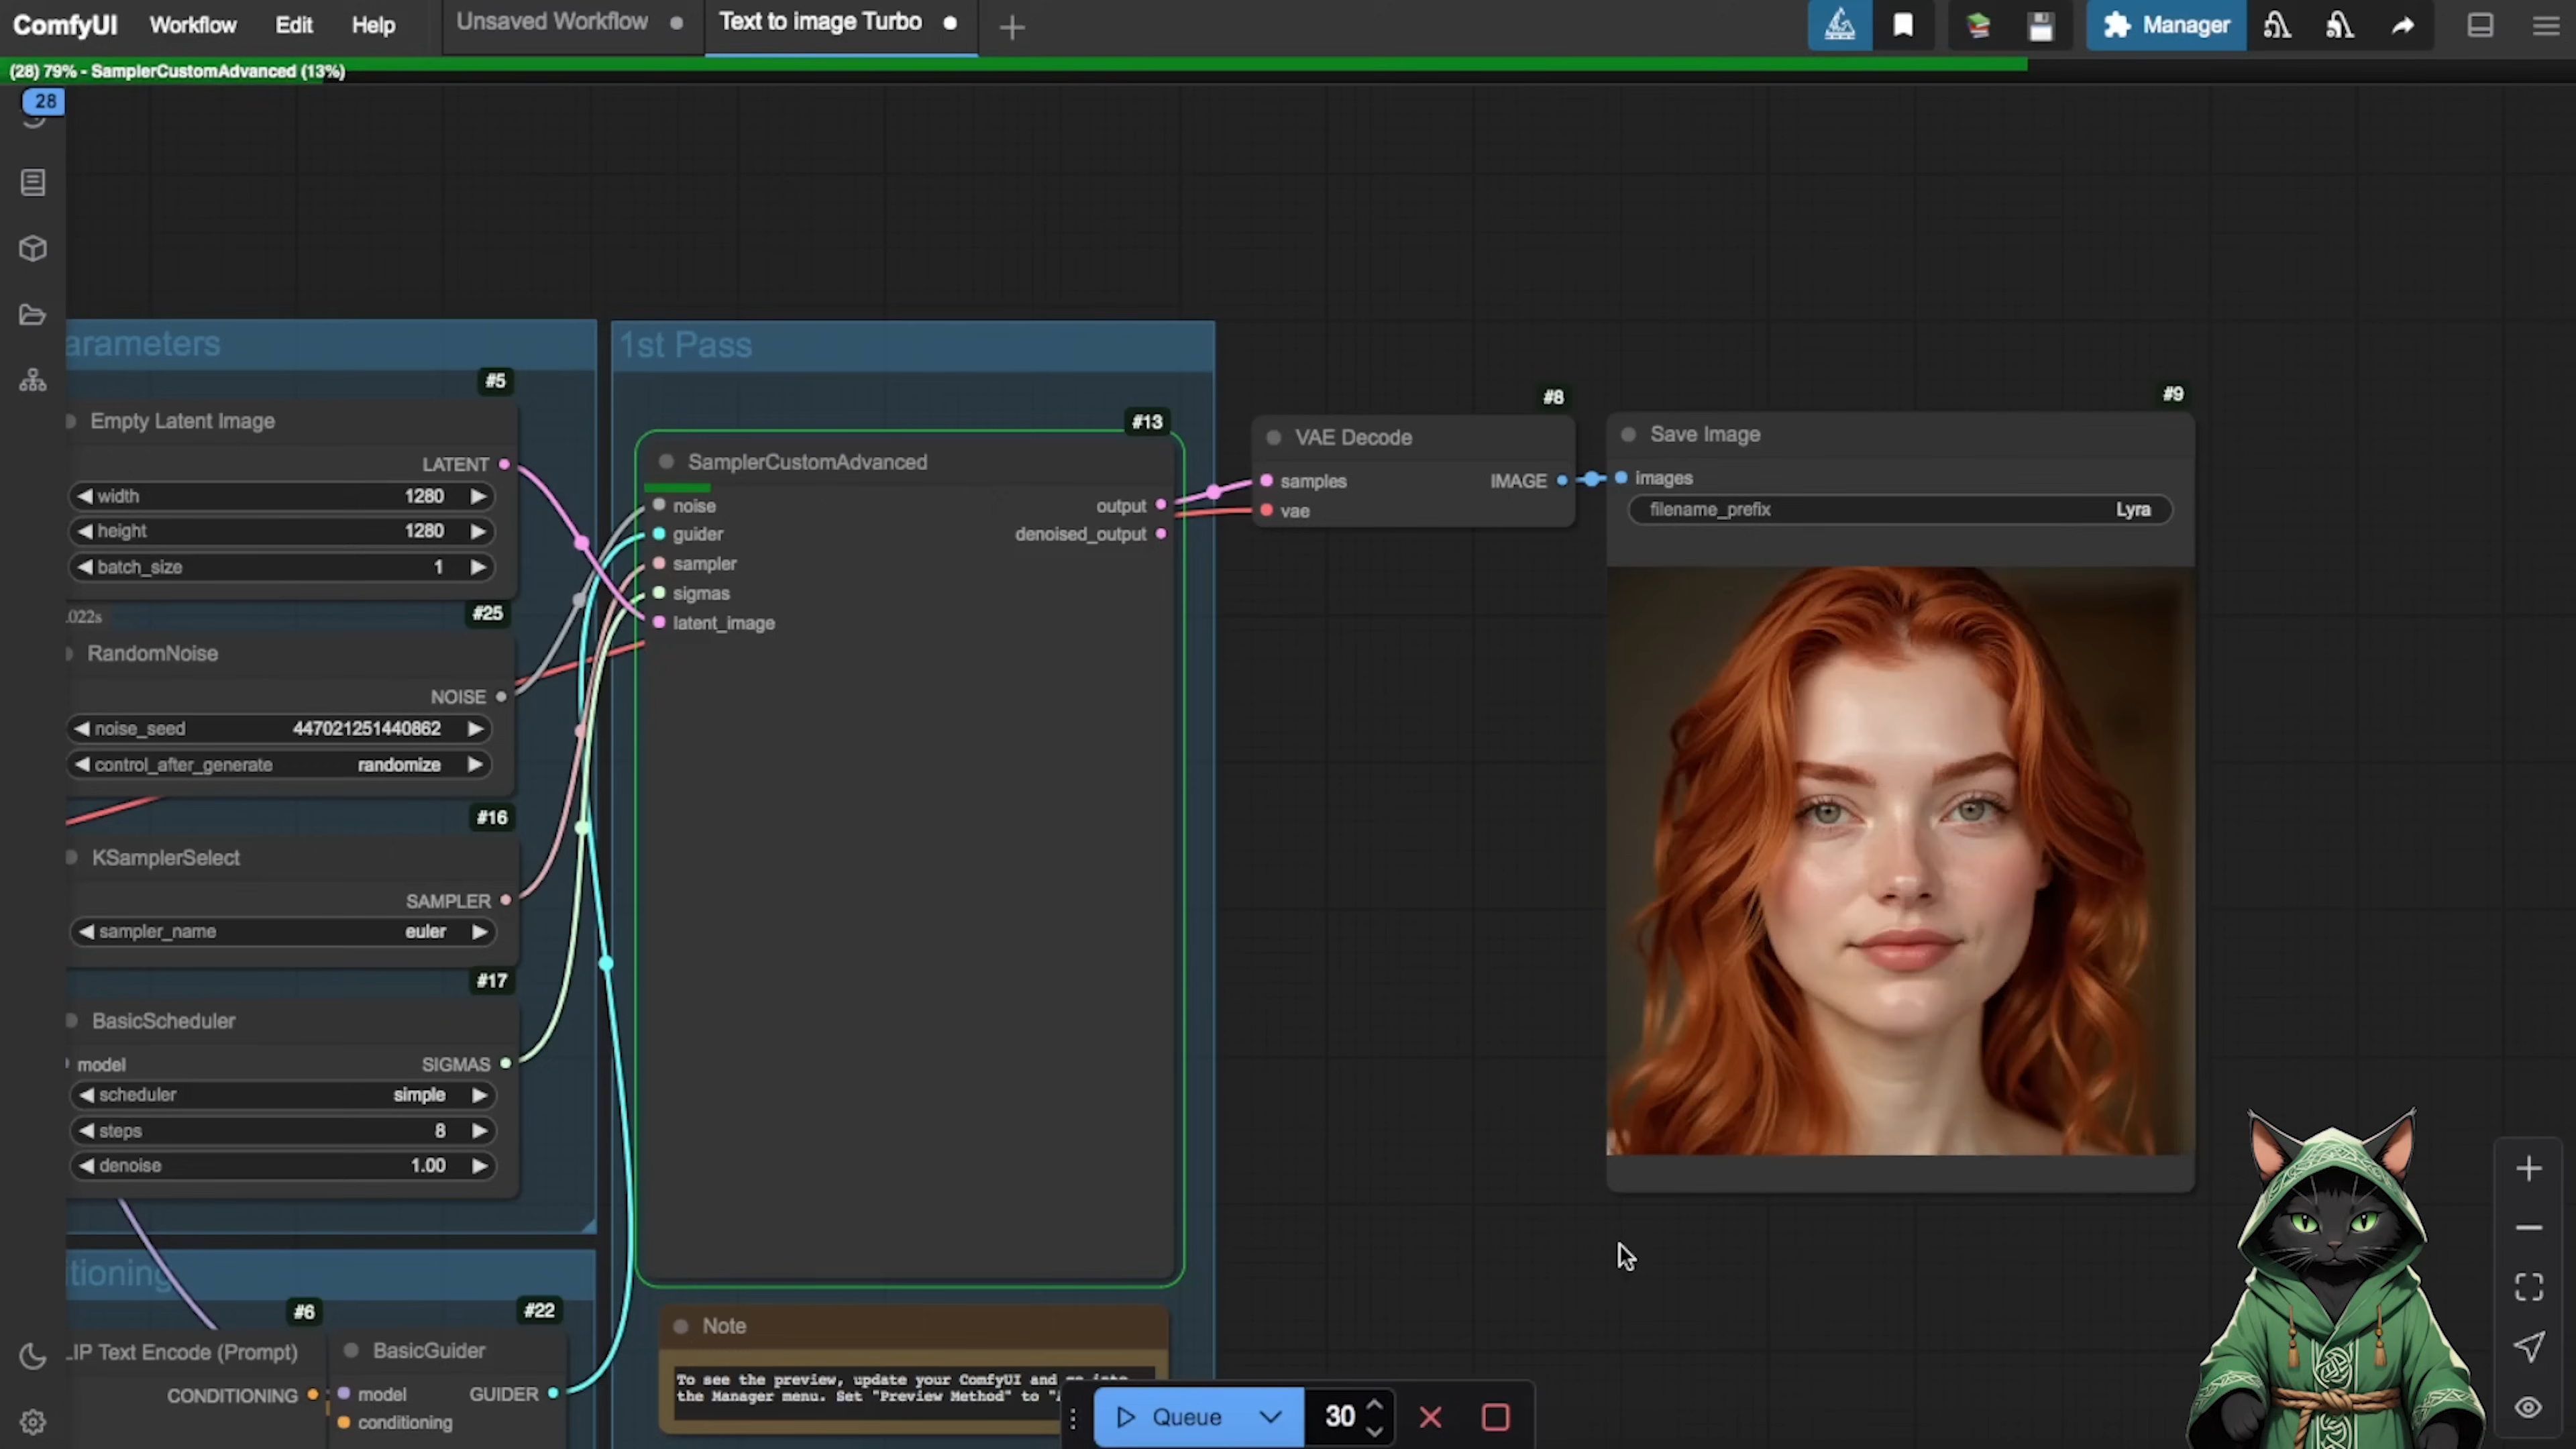 ComfyUI Workflow Edit Help
Unsaved Workflow
Text to image Turbo
Manager
(28) 79% - SamplerCustomAdvanced (13%)
28
arameters
#5
Empty Latent Image
LATENT
width 1280
height 1280
batch_size 1
.022s
#25
RandomNoise
NOISE
noise_seed 447021251440862
control_after_generate randomize
#16
KSamplerSelect
SAMPLER
sampler_name euler
#17
BasicScheduler
model SIGMAS
scheduler simple
steps 8
denoise 1.00
tioning
#6
LIP Text Encode (Prompt)
CONDITIONING
#22
BasicGuider
model GUIDER
conditioning
1st Pass
#13
SamplerCustomAdvanced
noise output
guider denoised_output
sampler
sigmas
latent_image
Note
To see the preview, update your ComfyUI and go into
the Manager menu. Set "Preview Method" to "
#8
VAE Decode
samples IMAGE
vae
#9
Save Image
images
filename_prefix Lyra
Queue 30